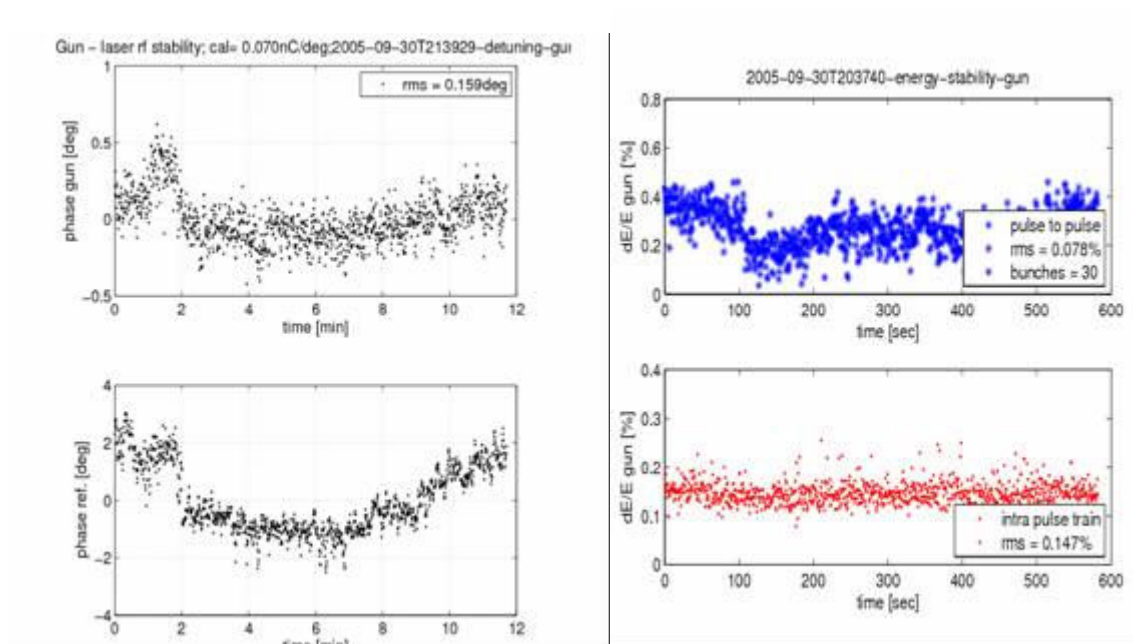 Gun - laser rf stability; cal= 0.070nC/deg;2005-09-30T213929-detuning-gu
1
0.5
0
-0.5
phase gun [deg]
rms = 0.159deg
0 2 4 6 8 10 12
time [min]
4
2
0
-2
-4
phase ref. [deg]
0 2 4 6 8 10 12
time [min]
2005-09-30T203740-energy-stability-gun
0.8
0.6
0.4
0.2
0
dE/E gun [%]
pulse to pulse
rms = 0.078%
bunches = 30
0 100 200 300 400 500 600
time [sec]
0.4
0.3
0.2
0.1
0
dE/E gun [%]
intra pulse train
rms = 0.147%
0 100 200 300 400 500 600
time [sec]